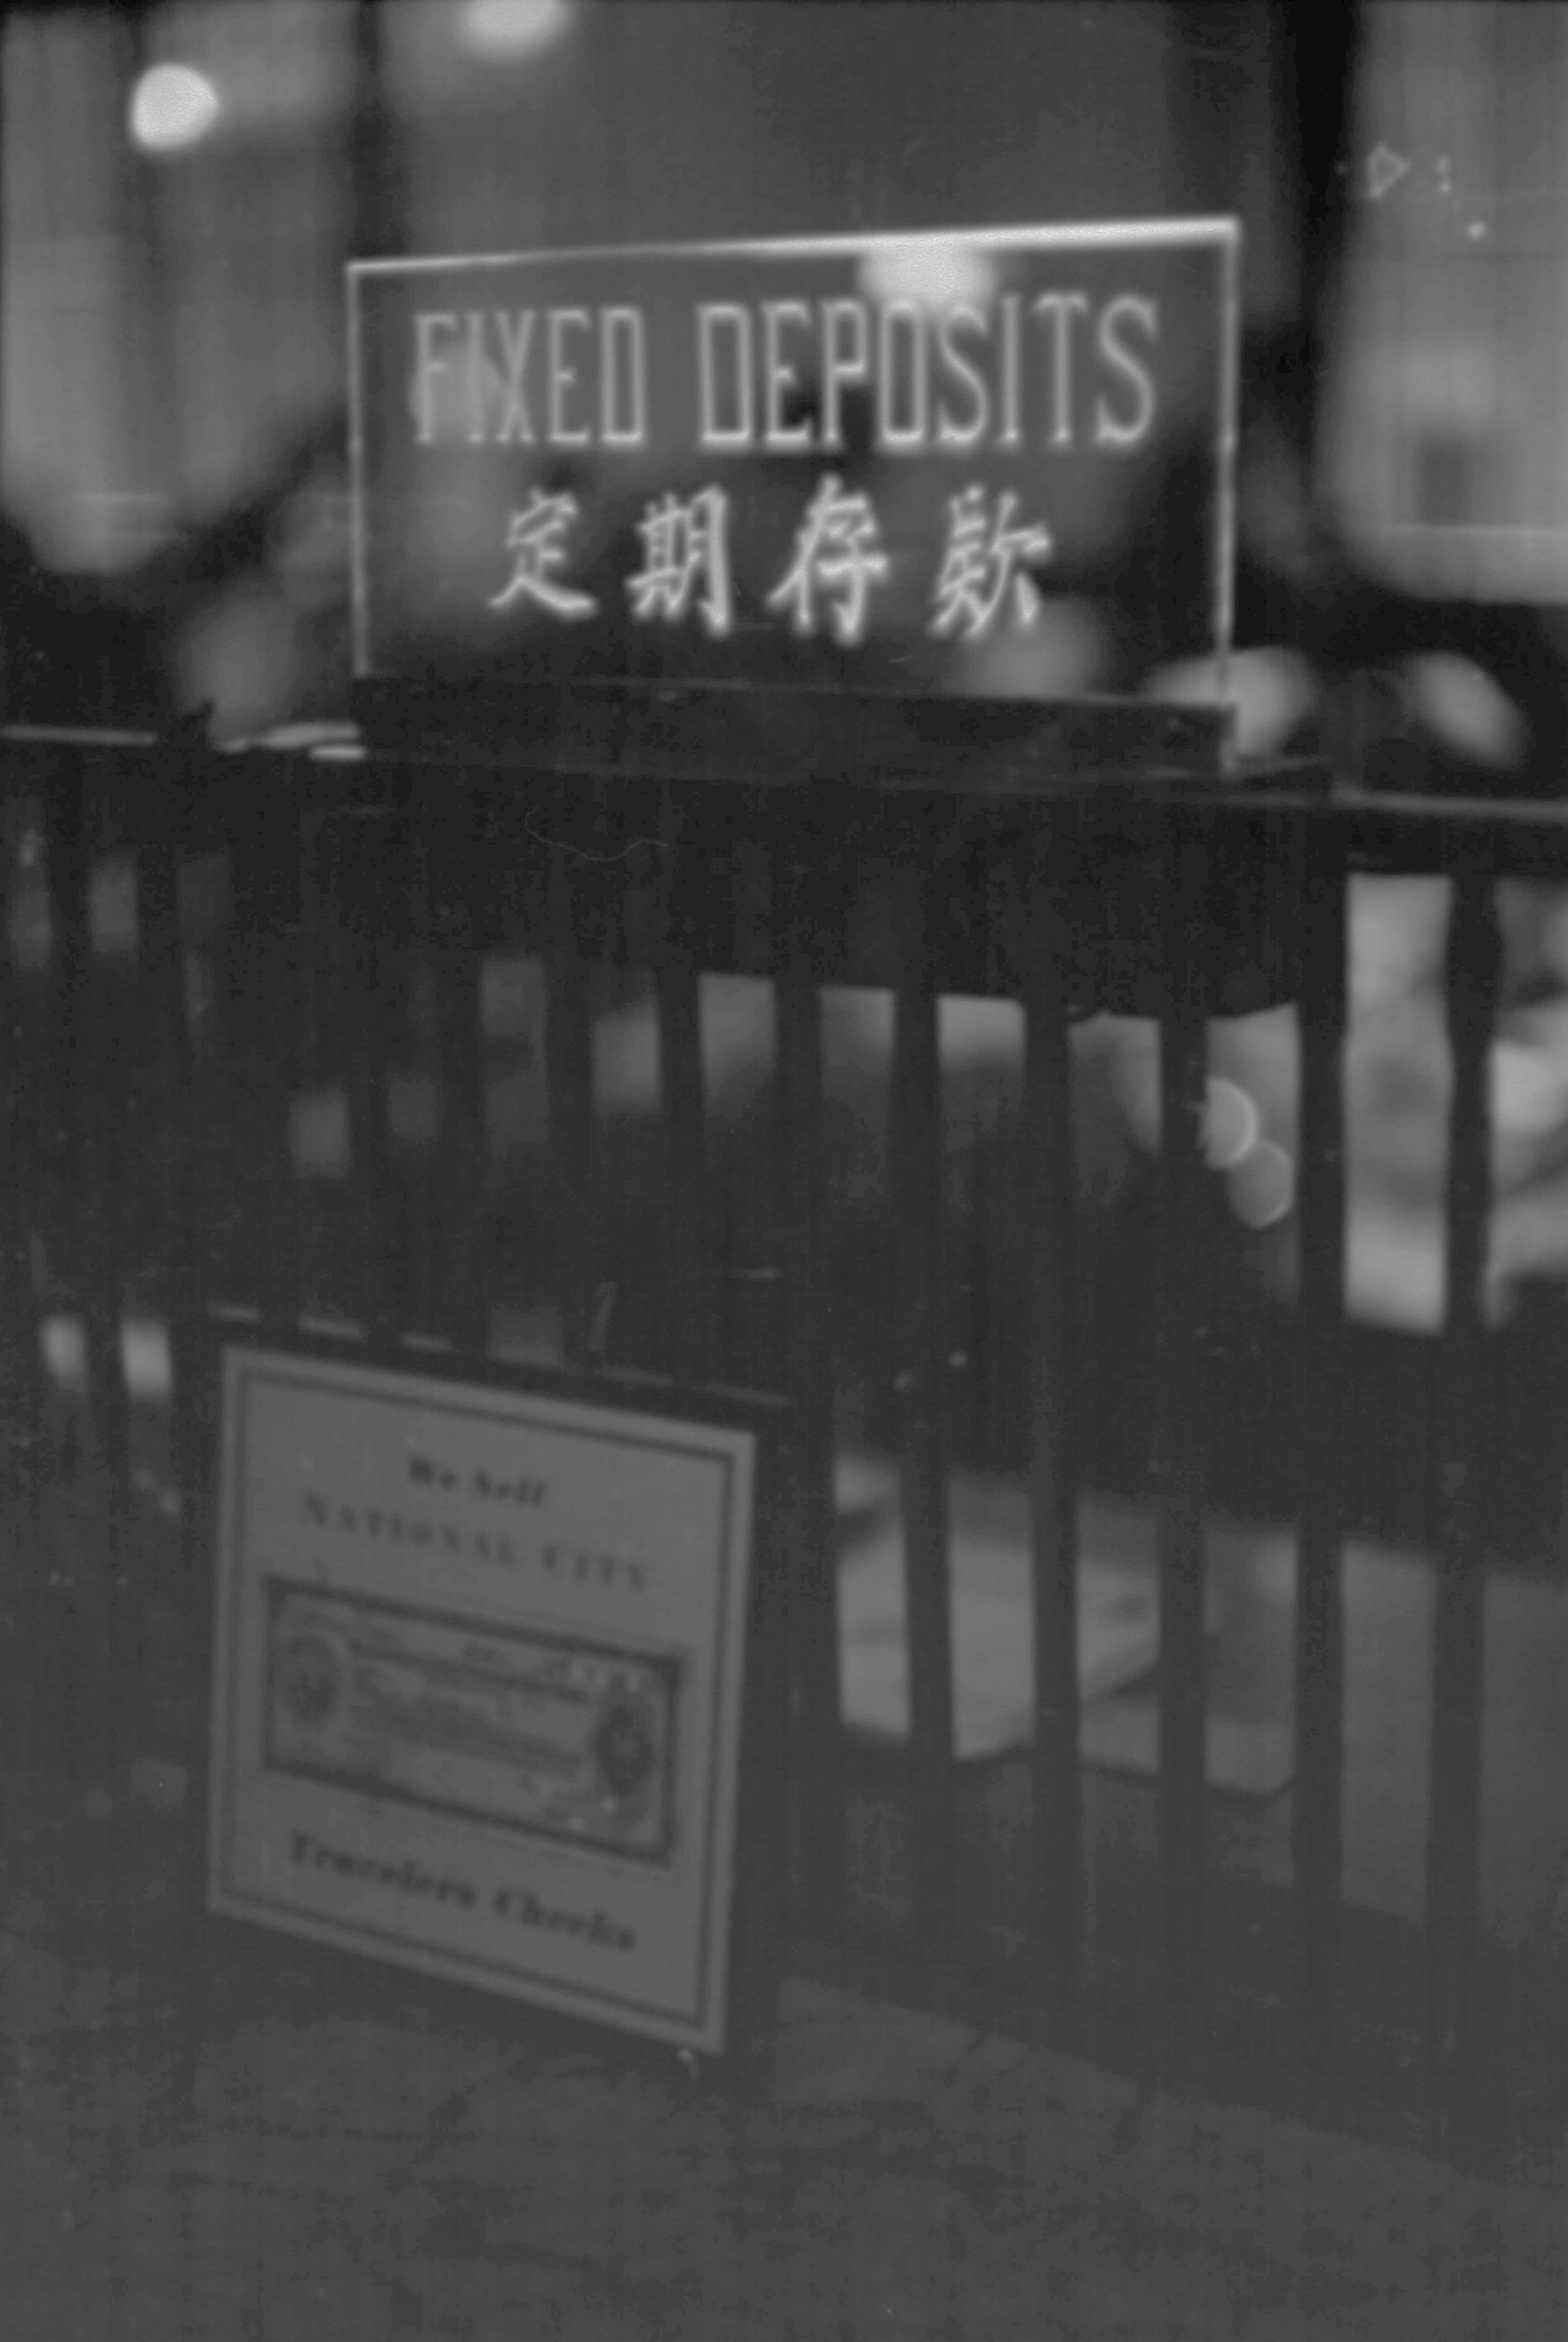 FIXED DEPOSITS
定期存款
We Sell
NATIONAL CITY
Travelers Checks